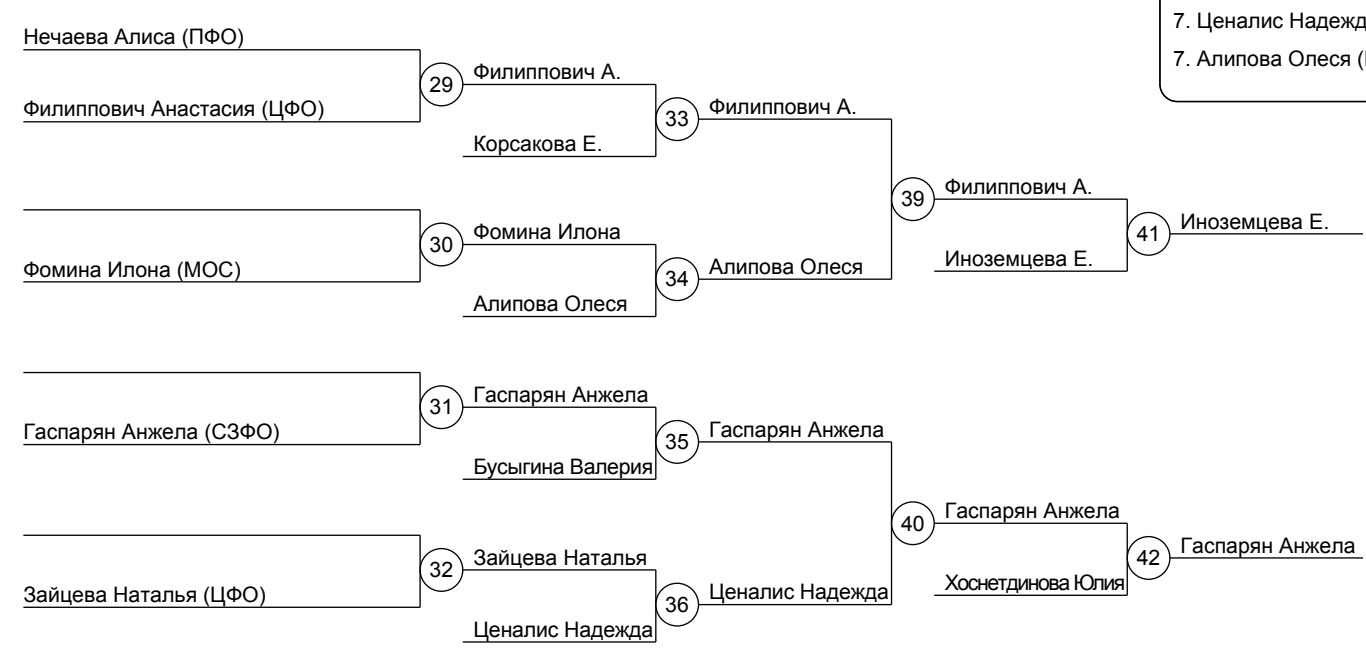 7. Ценалис Надежд
7. Алипова Олеся (
Нечаева Алиса (ПФО)
29
Филиппович А.
Филиппович Анастасия (ЦФО)
33
Филиппович А.
Корсакова Е.
39
Филиппович А.
30
Фомина Илона
41
Иноземцева Е.
Фомина Илона (МОС)
34
Алипова Олеся
Иноземцева Е.
Алипова Олеся
31
Гаспарян Анжела
Гаспарян Анжела (СЗФО)
35
Гаспарян Анжела
Бусыгина Валерия
40
Гаспарян Анжела
32
Зайцева Наталья
42
Гаспарян Анжела
Зайцева Наталья (ЦФО)
36
Ценалис Надежда
Хоснетдинова Юлия
Ценалис Надежда